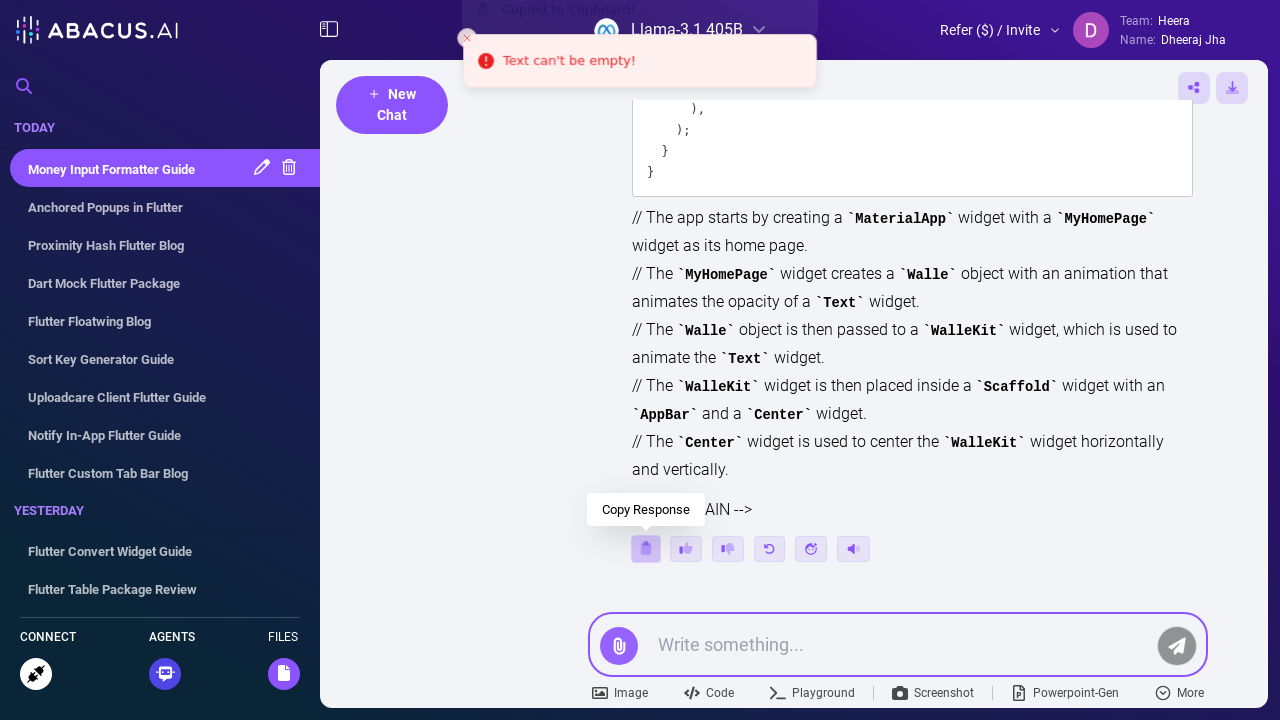 ABACUS.AI
Copied to Clipboard!
Llama-3.1 405B
Refer ($) / Invite
D
Team: Heera
Name: Dheeraj Jha
Text can't be empty!
+ New
Chat
TODAY
Money Input Formatter Guide
Anchored Popups in Flutter
Proximity Hash Flutter Blog
Dart Mock Flutter Package
Flutter Floatwing Blog
Sort Key Generator Guide
Uploadcare Client Flutter Guide
Notify In-App Flutter Guide
Flutter Custom Tab Bar Blog
YESTERDAY
Flutter Convert Widget Guide
Flutter Table Package Review
CONNECT
AGENTS
FILES
),
);
}
}
// The app starts by creating a `MaterialApp` widget with a `MyHomePage`
widget as its home page.
// The `MyHomePage` widget creates a `Walle` object with an animation that
animates the opacity of a `Text` widget.
// The `Walle` object is then passed to a `WalleKit` widget, which is used to
animate the `Text` widget.
// The `WalleKit` widget is then placed inside a `Scaffold` widget with an
`AppBar` and a `Center` widget.
// The `Center` widget is used to center the `WalleKit` widget horizontally
and vertically.
Copy Response
AIN -->
Write something...
Image
Code
Playground
Screenshot
Powerpoint-Gen
More